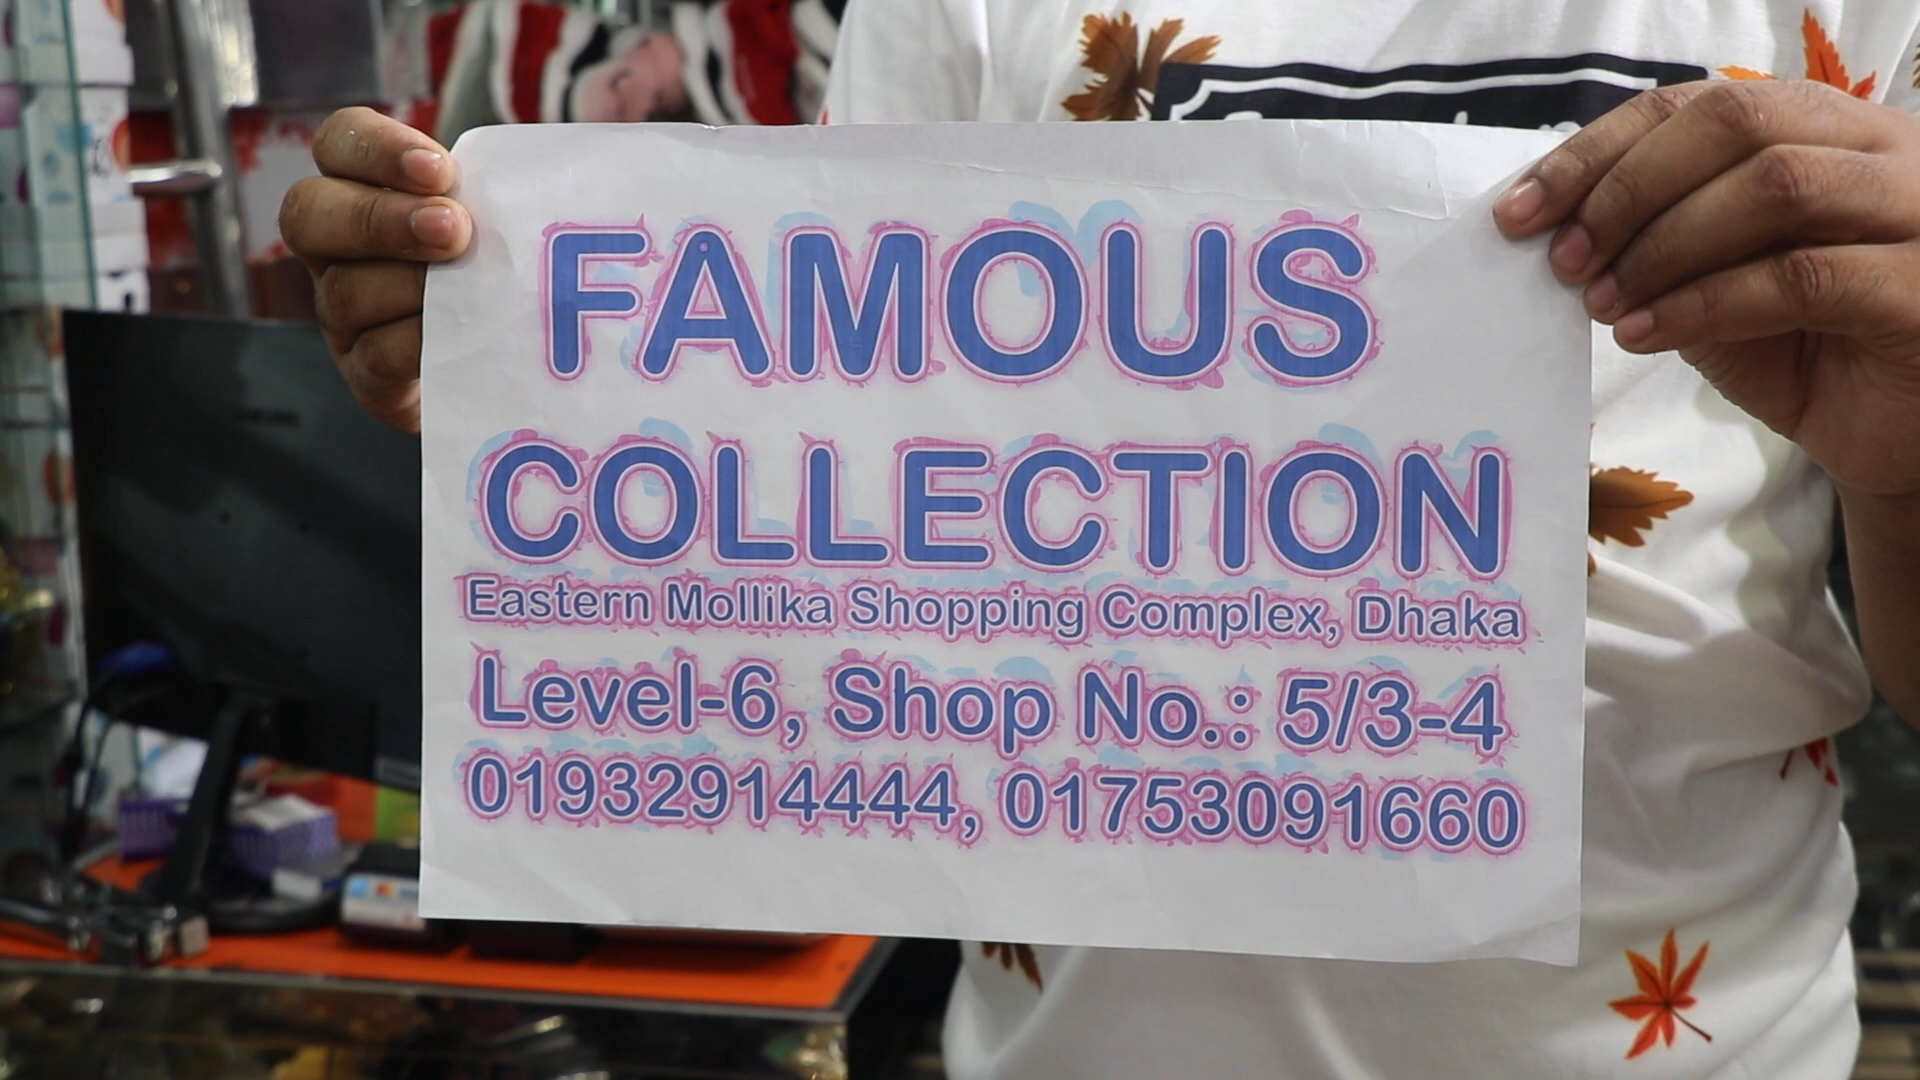 FAMOUS
COLLECTION
Eastern Mollika Shopping Complex, Dhaka
Level-6, Shop No.: 5/3-4
01932914444, 01753091660